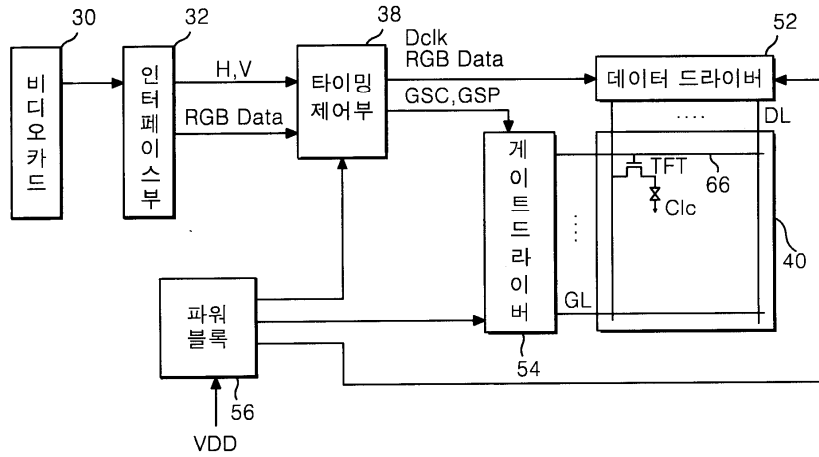 30
비디오카드
32
인터페이스부
H,V
RGB Data
38
타이밍
제어부
Dclk
RGB Data
GSC,GSP
52
데이터 드라이버
....
DL
게이트드라이버
54
TFT
66
Clc
....
GL
40
파워
블록
56
VDD